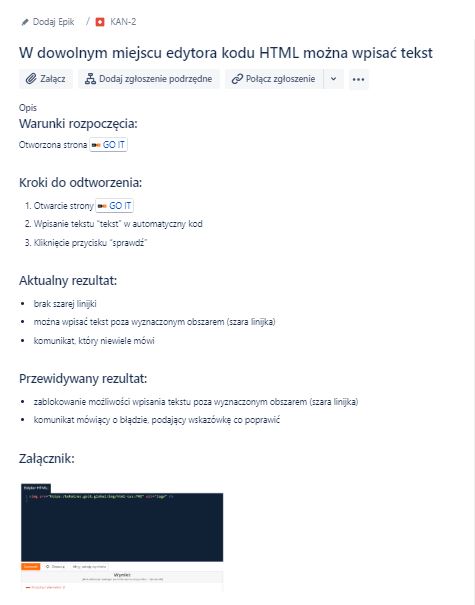 Dodaj Epik / KAN-2
W dowolnym miejscu edytora kodu HTML można wpisać tekst
Załącz Dodaj zgłoszenie podrzędne Połącz zgłoszenie
Opis
Warunki rozpoczęcia:
Otworzona strona GO IT
Kroki do odtworzenia:
1. Otwarcie strony GO IT
2. Wpisanie tekstu "tekst" w automatyczny kod
3. Kliknięcie przycisku "sprawdź"
Aktualny rezultat:
• brak szarej linijki
• można wpisać tekst poza wyznaczonym obszarem (szara linijka)
• komunikat, który niewiele mówi
Przewidywany rezultat:
• zablokowanie możliwości wpisania tekstu poza wyznaczonym obszarem (szara linijka)
• komunikat mówiący o błędzie, podający wskazówkę co poprawić
Załącznik:
Edytor HTML
Wynik: